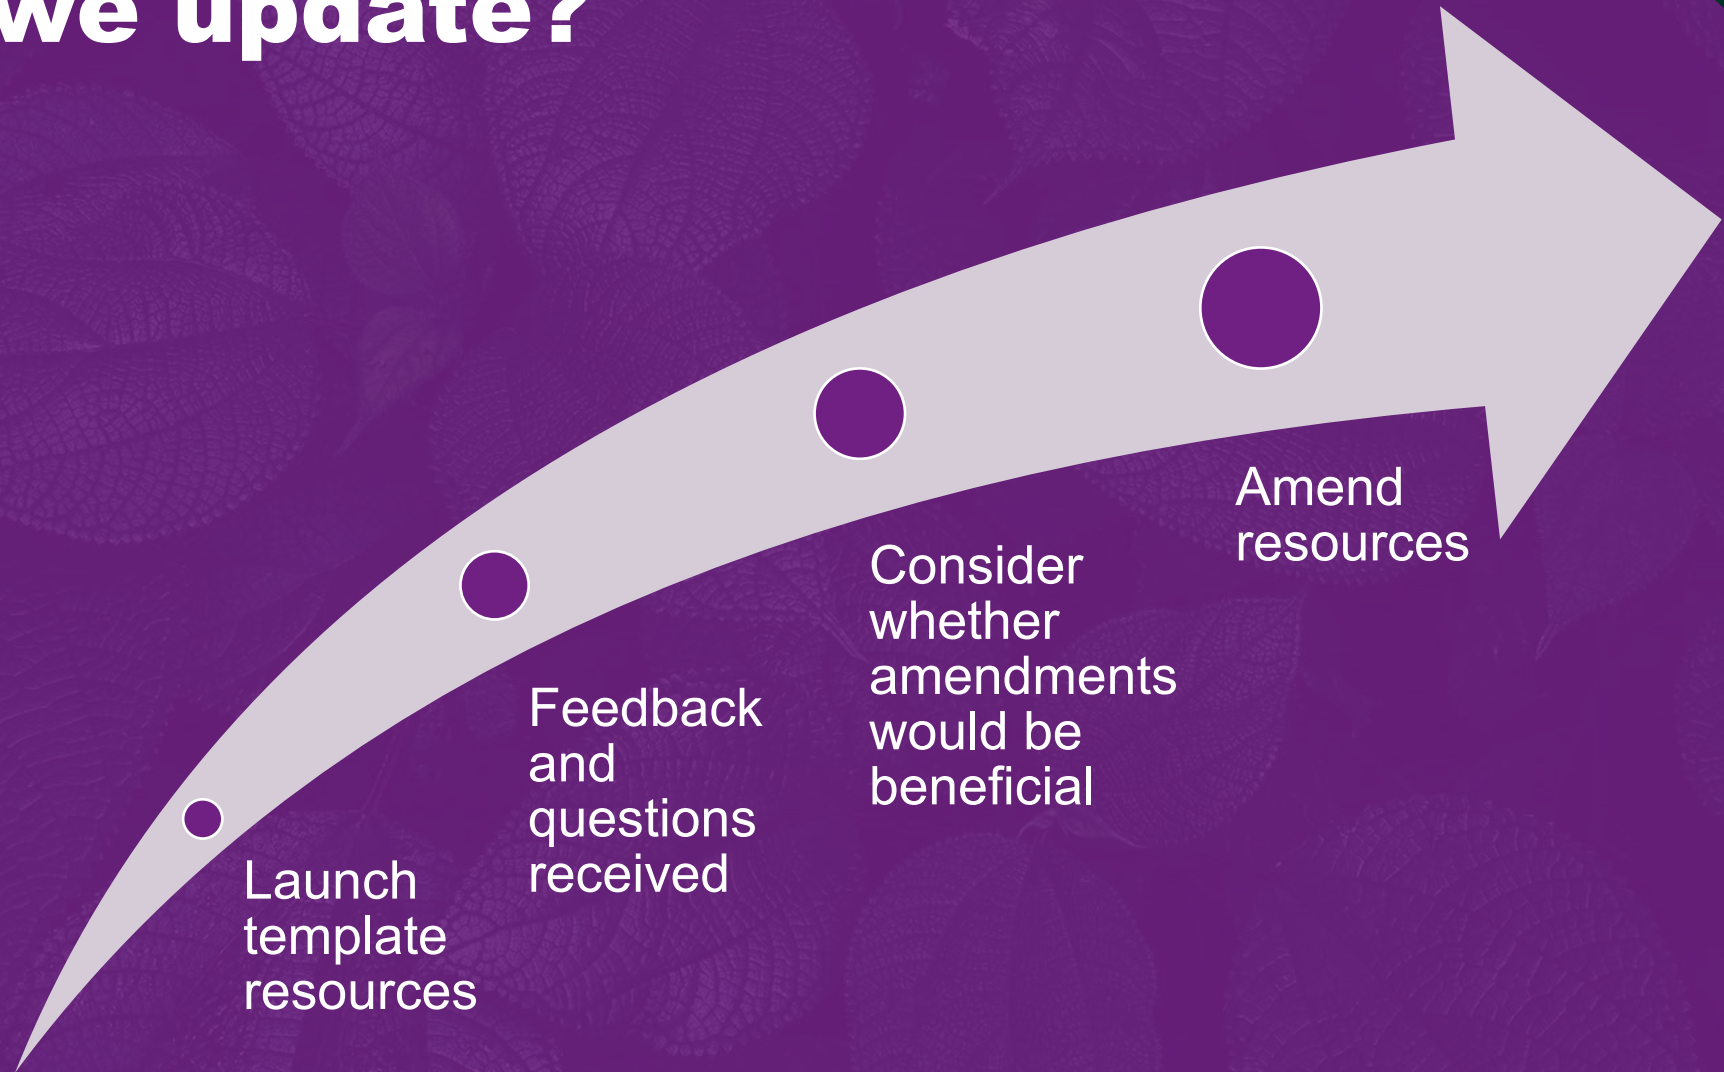 we update?
Launch
template
resources
Feedback
and
questions
received
Consider
whether
amendments
would be
beneficial
Amend
resources